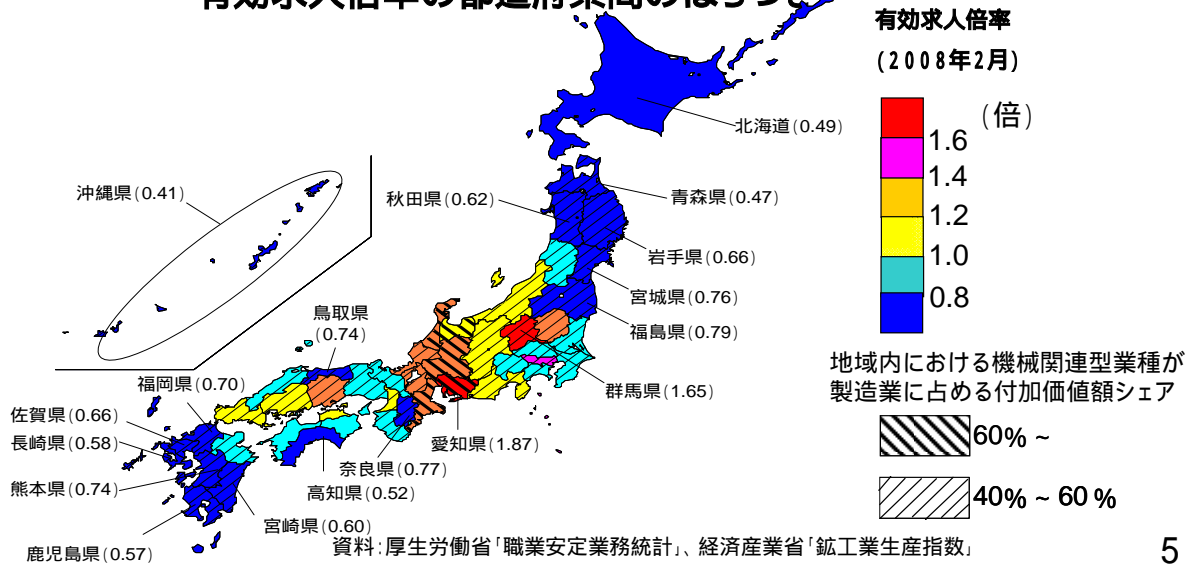 有効求人倍率の都道府県間のばらつき
有効求人倍率
(2008年2月)
(倍)
1.6
1.4
1.2
1.0
0.8
北海道(0.49)
沖縄県(0.41)
秋田県(0.62)
青森県(0.47)
岩手県(0.66)
宮城県(0.76)
福島県(0.79)
鳥取県
(0.74)
群馬県(1.65)
福岡県(0.70)
佐賀県(0.66)
長崎県(0.58)
愛知県(1.87)
奈良県(0.77)
熊本県(0.74)
高知県(0.52)
宮崎県(0.60)
鹿児島県(0.57)
地域内における機械関連型業種が
製造業に占める付加価値額シェア
60%~
40%~60%
資料:厚生労働省「職業安定業務統計」、経済産業省「鉱工業生産指数」
5